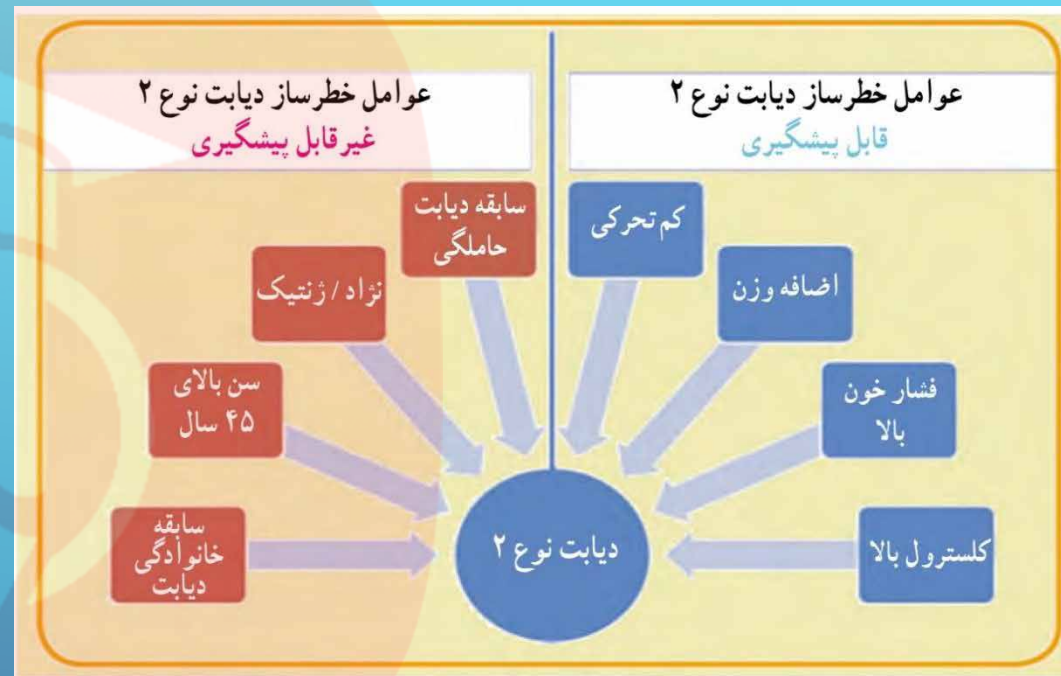 عوامل خطرساز دیابت نوع ۲
قابل پیشگیری
عوامل خطرساز دیابت نوع ۲
غیرقابل پیشگیری
کم تحرکی
اضافه وزن
فشار خون
بالا
کلسترول بالا
سابقه دیابت
حاملگی
نژاد / ژنتیک
سن بالای
۴۵ سال
سابقه
خانوادگی
دیابت
دیابت نوع ۲